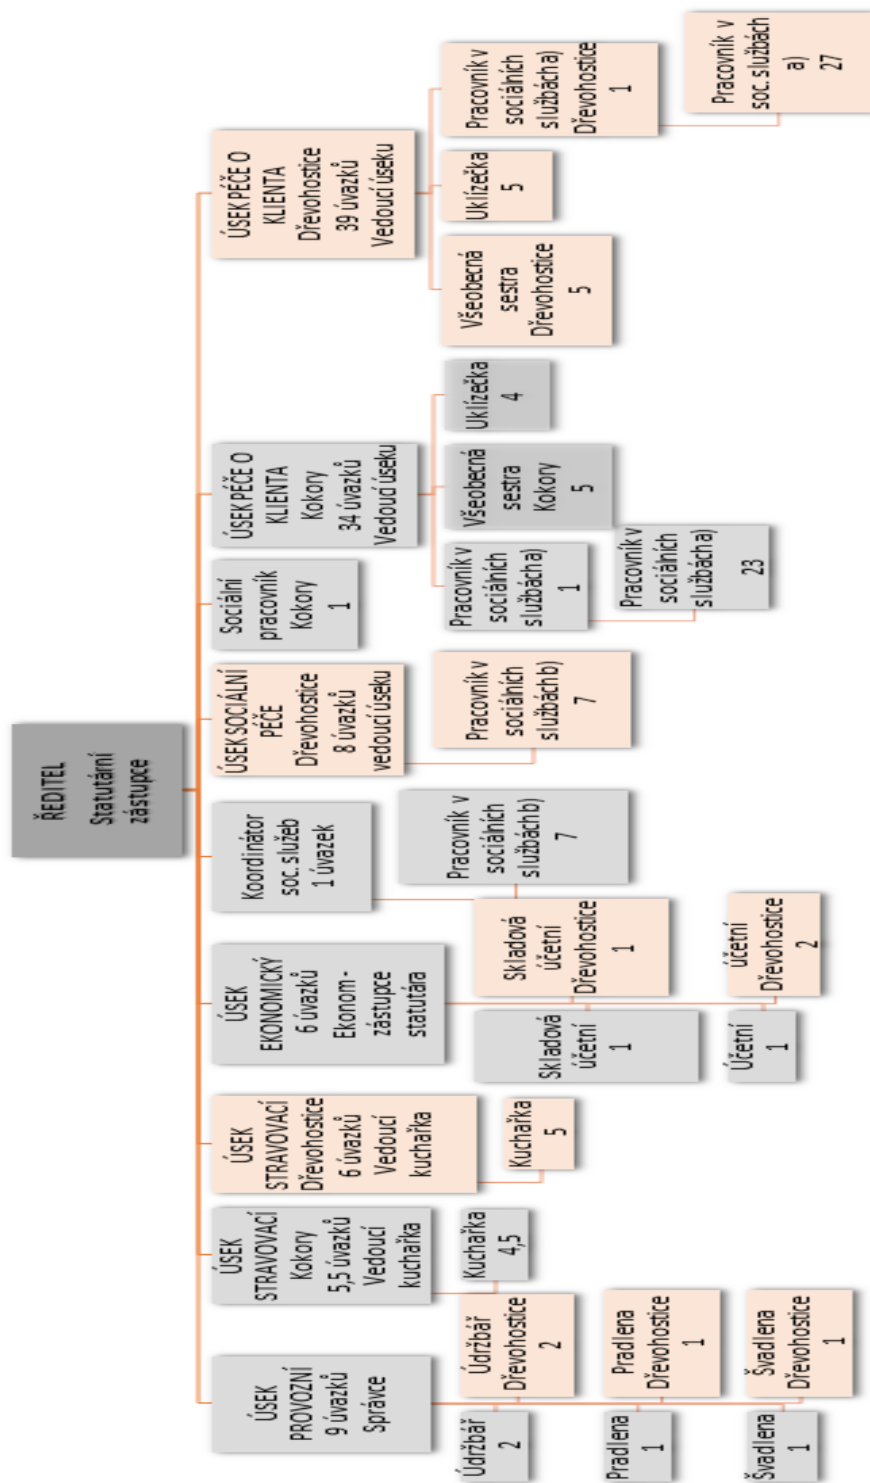 ŘEDITEL
Statutární
zástupce
ÚSEK
PROVOZNÍ
9 úvazků
Správce
Údržbář
2
Údržbář
Dřevohostice
2
Pradlena
1
Pradlena
Dřevohostice
1
Švadlena
1
Švadlena
Dřevohostice
1
ÚSEK
STRAVOVACÍ
Kokory
5,5 úvazků
Vedoucí
kuchařka
Kuchařka
4,5
ÚSEK
STRAVOVACÍ
Dřevohostice
6 úvazků
Vedoucí
kuchařka
Kuchařka
5
ÚSEK
EKONOMICKÝ
6 úvazků
Ekonom -
zástupce
statutára
Skladová
účetní
1
Skladová
účetní
Dřevohostice
1
Účetní
1
účetní
Dřevohostice
2
Koordinátor
soc. služeb
1 úvazek
Pracovník v
sociálních
službách b)
7
ÚSEK SOCIÁLNÍ
PÉČE
Dřevohostice
8 úvazků
vedoucí úseku
Pracovník v
sociálních
službách b)
7
Sociální
pracovník
Kokory
1
ÚSEK PÉČE O
KLIENTA
Kokory
34 úvazků
Vedoucí úseku
Pracovník v
sociálních
službách a)
1
Pracovník v
sociálních
službách a)
23
Všeobecná
sestra
Kokory
5
Uklízečka
4
ÚSEK PÉČE O
KLIENTA
Dřevohostice
39 úvazků
Vedoucí úseku
Všeobecná
sestra
Dřevohostice
5
Uklízečka
5
Pracovník v
sociálních
službách a)
Dřevohostice
1
Pracovník v
soc. službách
a)
27